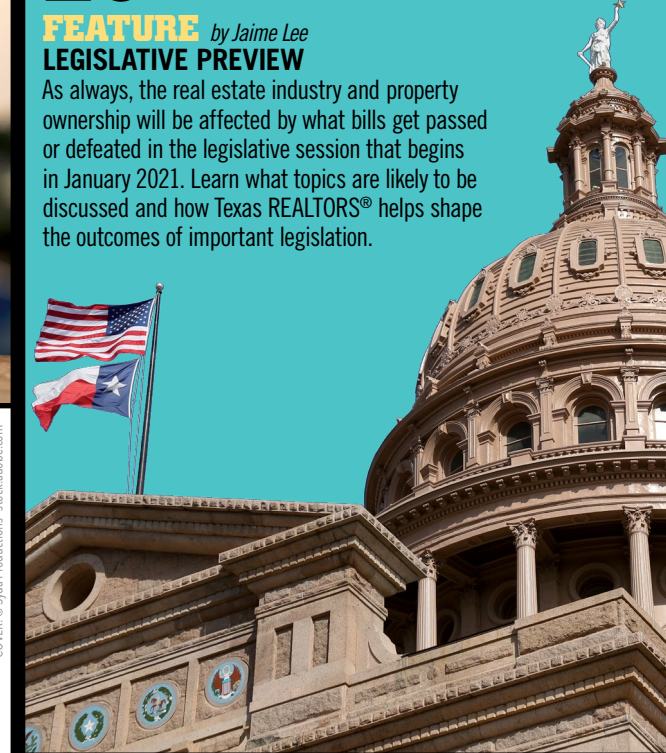 FEATURE by Jaime Lee
LEGISLATIVE PREVIEW
As always, the real estate industry and property
ownership will be affected by what bills get passed
or defeated in the legislative session that begins
in January 2021. Learn what topics are likely to be
discussed and how Texas REALTORS® helps shape
the outcomes of important legislation.